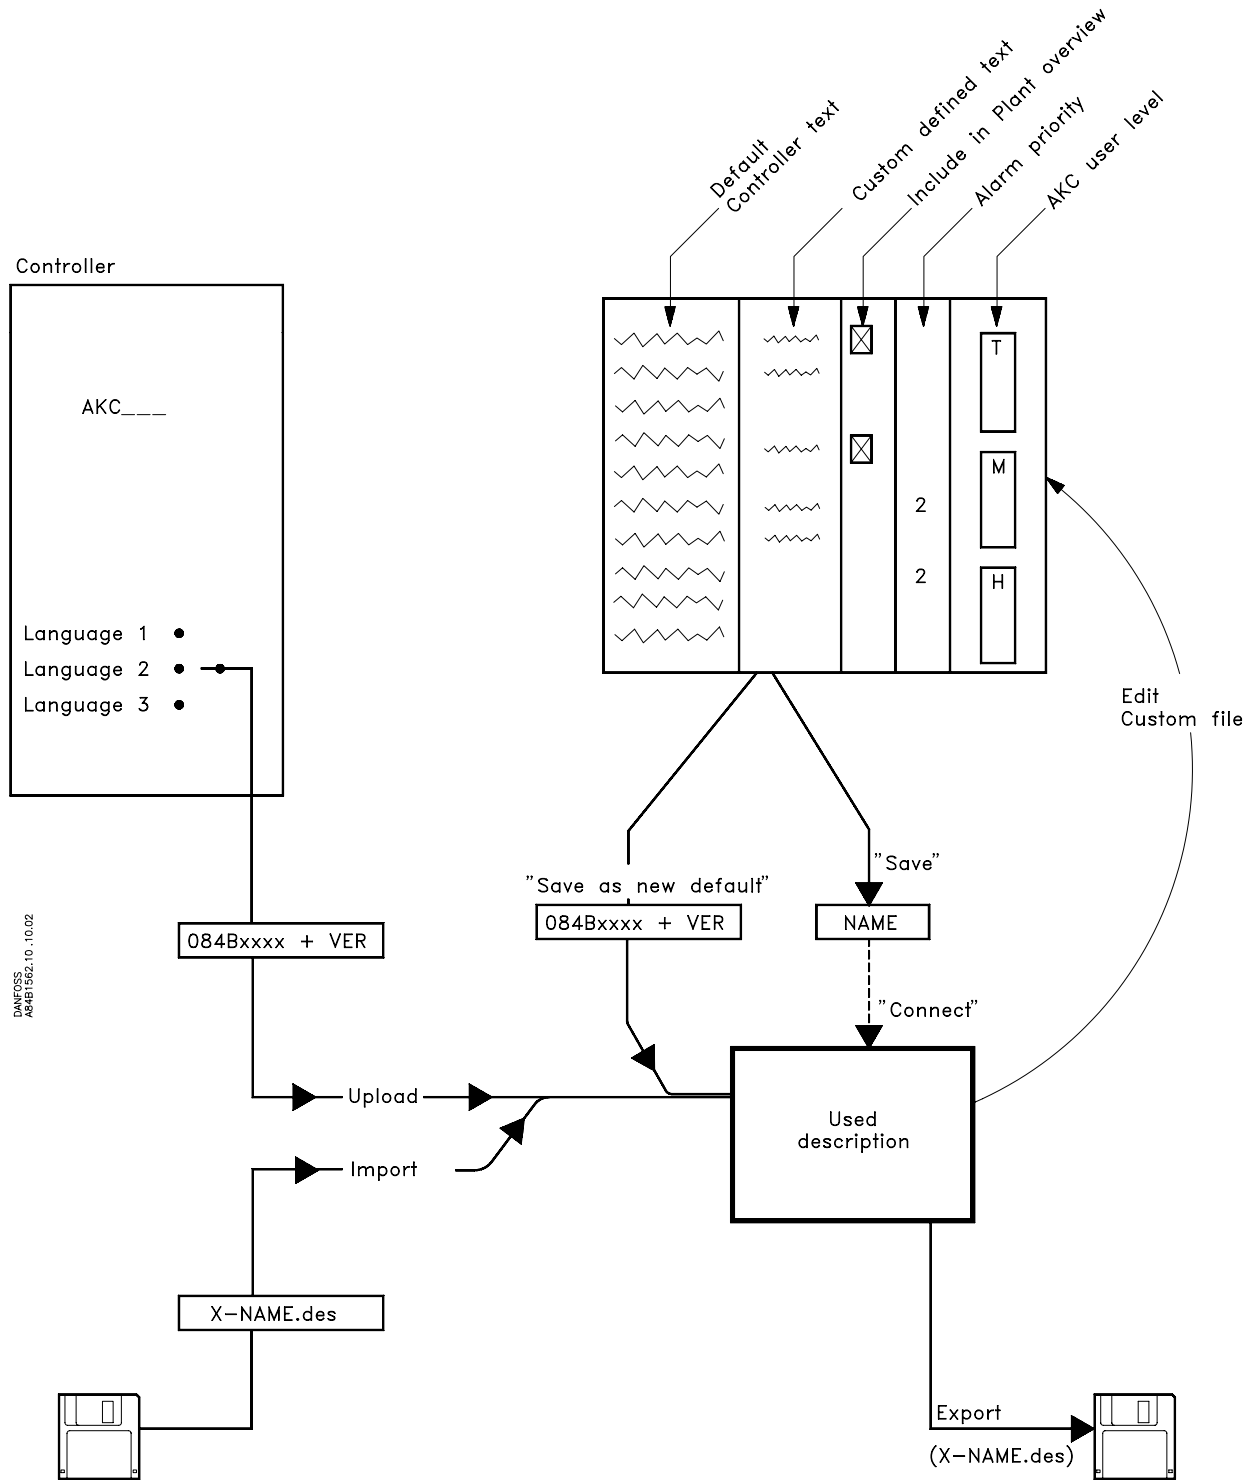 Default
Controller text
Custom defined text
Include in Plant overview
Alarm priority
AKC user level
Controller
AKC___
T
M
H
2
2
Language 1
Language 2
Language 3
Edit
Custom file
"Save"
"Save as new default"
084Bxxxx + VER
NAME
084Bxxxx + VER
DANFOSS
A84B1562.10.10.02
"Connect"
Upload
Used
description
Import
X-NAME.des
Export
(X-NAME.des)